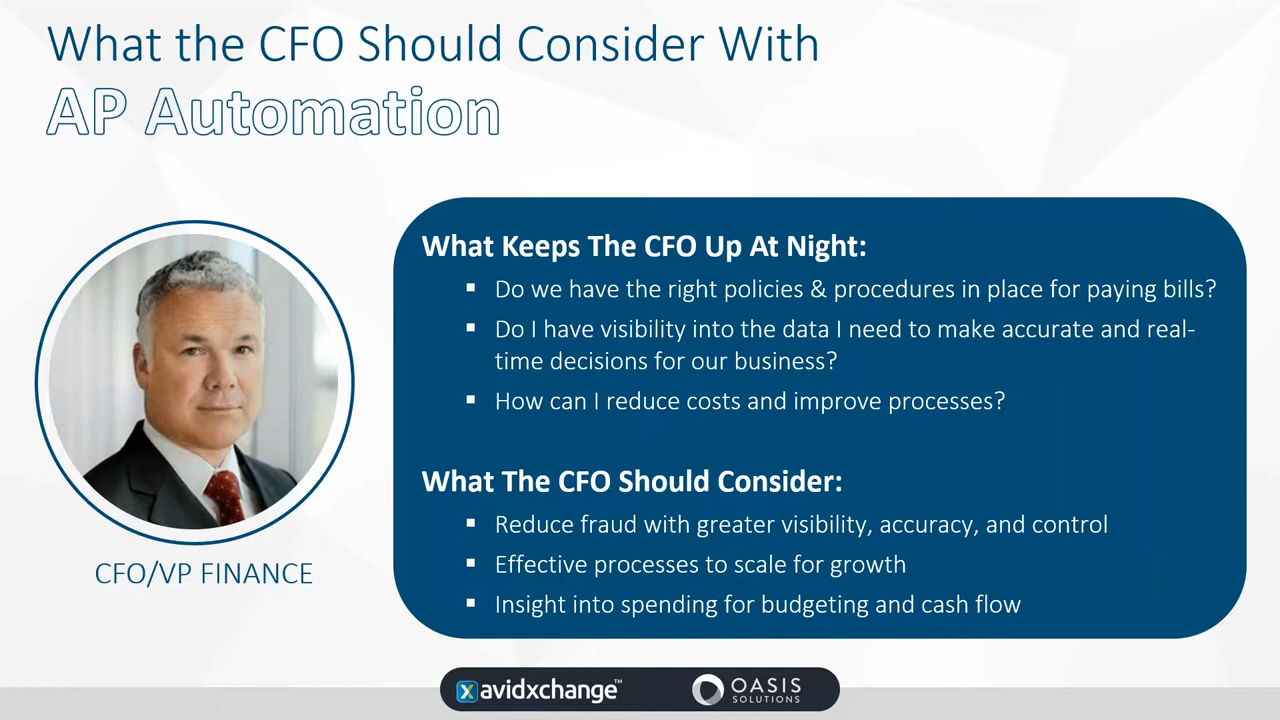 What the CFO Should Consider With
AP Automation
What Keeps The CFO Up At Night:
▪ Do we have the right policies & procedures in place for paying bills?
▪ Do I have visibility into the data I need to make accurate and real-
time decisions for our business?
▪ How can I reduce costs and improve processes?
What The CFO Should Consider:
▪ Reduce fraud with greater visibility, accuracy, and control
▪ Effective processes to scale for growth
▪ Insight into spending for budgeting and cash flow
CFO/VP FINANCE
avidxchange™
OASIS
SOLUTIONS